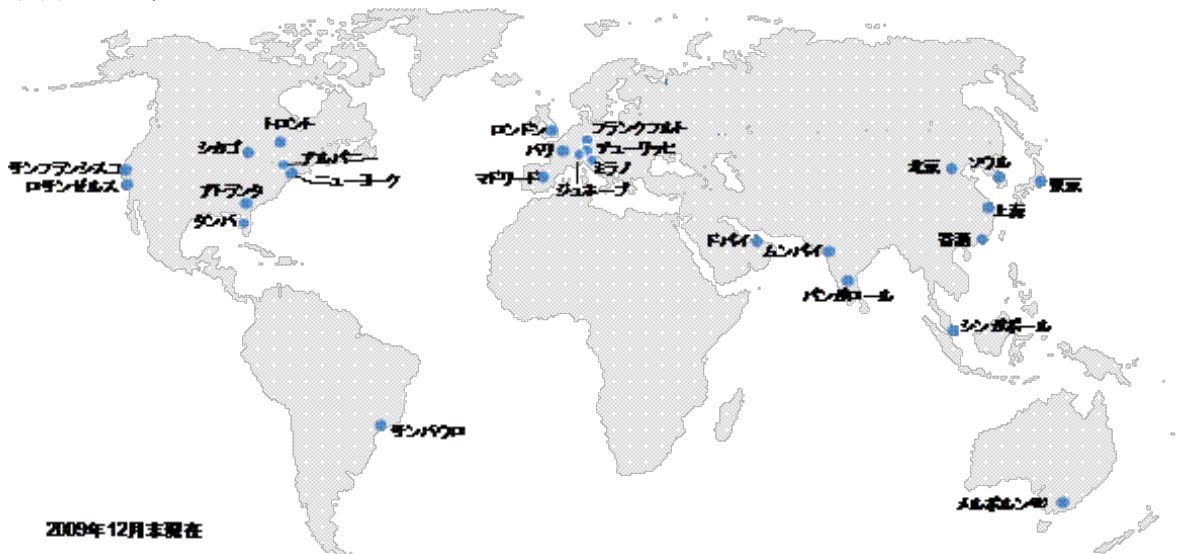 トロント
シカゴ
アルバニー
サンフランシスコ
ニューヨーク
ロサンゼルス
アトランタ
タンパ
サンパウロ
ロンドン
フランクフルト
パリ
チューリッヒ
ミラノ
マドリード
ジュネーブ
ドバイ
ムンバイ
バンガロール
北京
ソウル
東京
上海
香港
シンガポール
2009年12月末現在